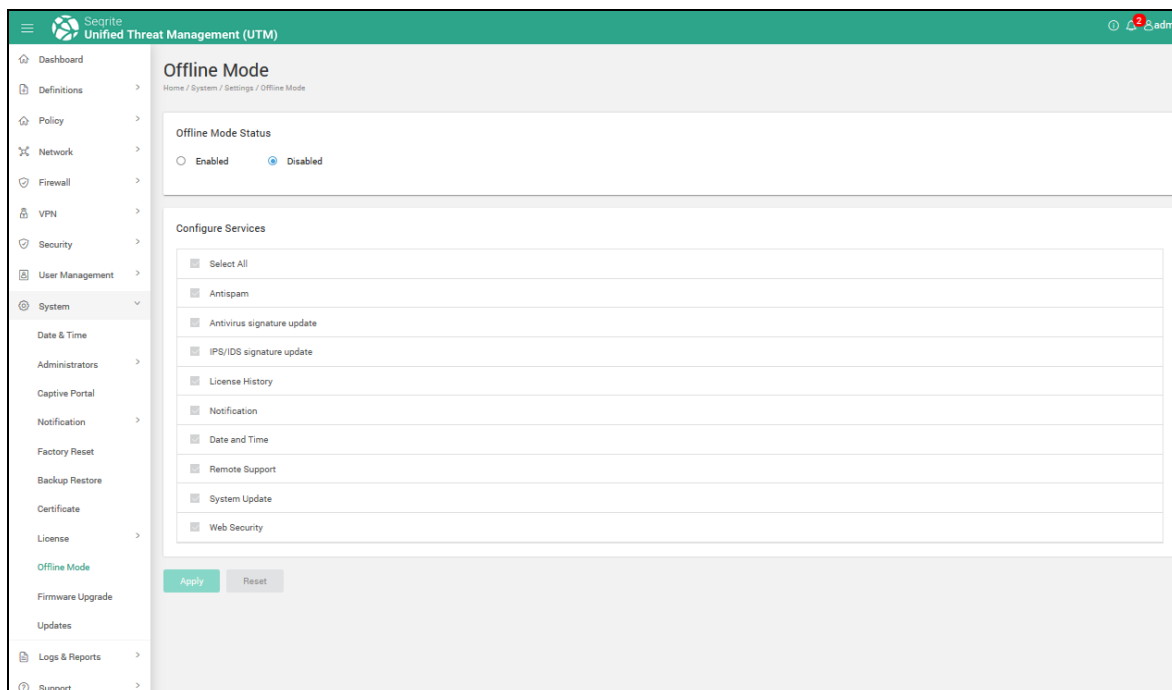 Seqrite
Unified Threat Management (UTM)
2
adm
Dashboard
Definitions
Policy
Network
Firewall
VPN
Security
User Management
System
Date & Time
Administrators
Captive Portal
Notification
Factory Reset
Backup Restore
Certificate
License
Offline Mode
Firmware Upgrade
Updates
Logs & Reports
Support
Offline Mode
Home / System / Settings / Offline Mode
Offline Mode Status
Enabled Disabled
Configure Services
Select All
Antispam
Antivirus signature update
IPS/IDS signature update
License History
Notification
Date and Time
Remote Support
System Update
Web Security
Apply Reset